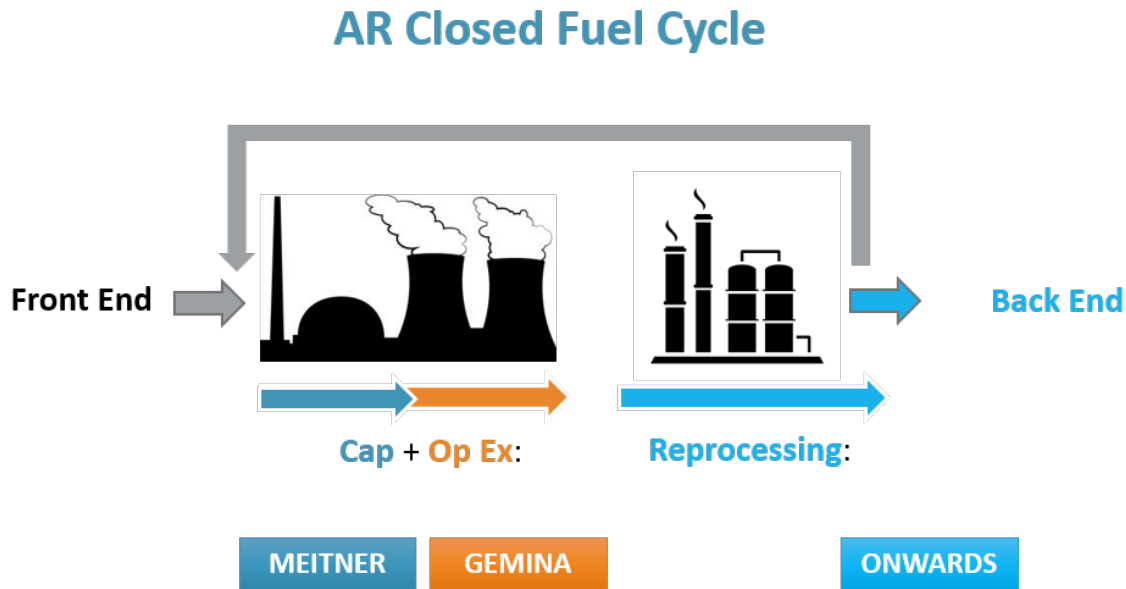 AR Closed Fuel Cycle
Front End
Back End
Cap + Op Ex:
Reprocessing:
MEITNER
GEMINA
ONWARDS